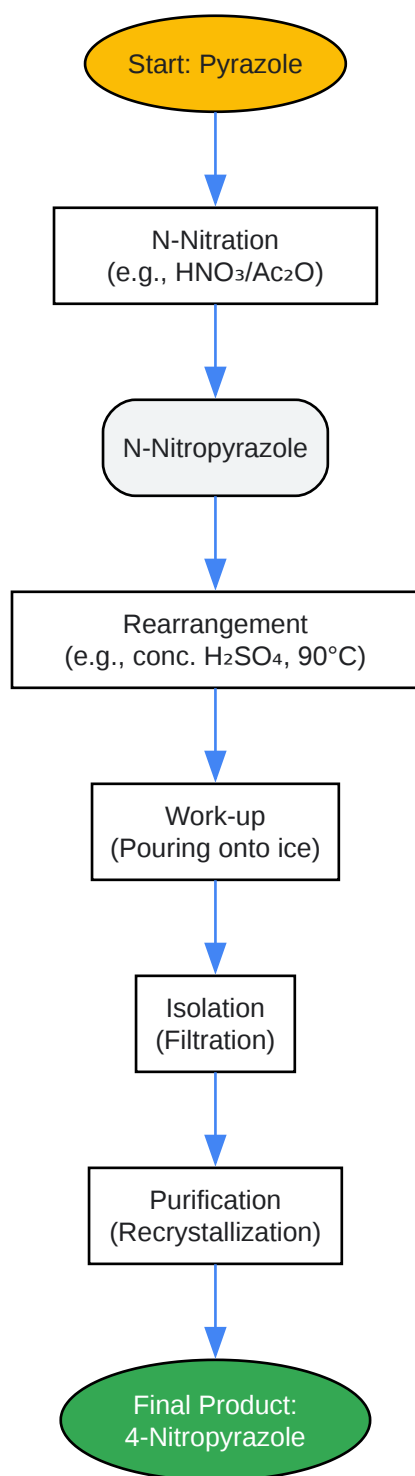 Start: Pyrazole
N-Nitration
(e.g., HNO₃/Ac₂O)
N-Nitropyrazole
Rearrangement
(e.g., conc. H₂SO₄, 90°C)
Work-up
(Pouring onto ice)
Isolation
(Filtration)
Purification
(Recrystallization)
Final Product:
4-Nitropyrazole